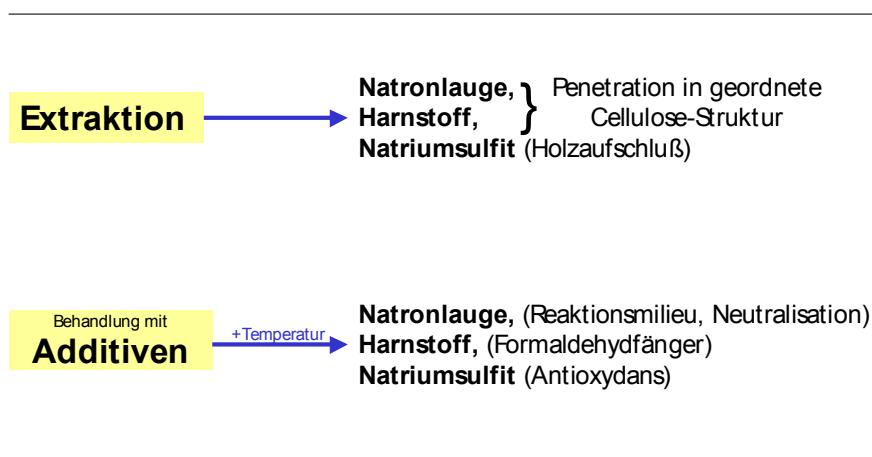 Extraktion
Natronlauge, } Penetration in geordnete
Harnstoff, Cellulose-Struktur
Natriumsulfit (Holzaufschluß)
Behandlung mit
Additiven
+Temperatur
Natronlauge, (Reaktionsmilieu, Neutralisation)
Harnstoff, (Formaldehydfänger)
Natriumsulfit (Antioxydans)